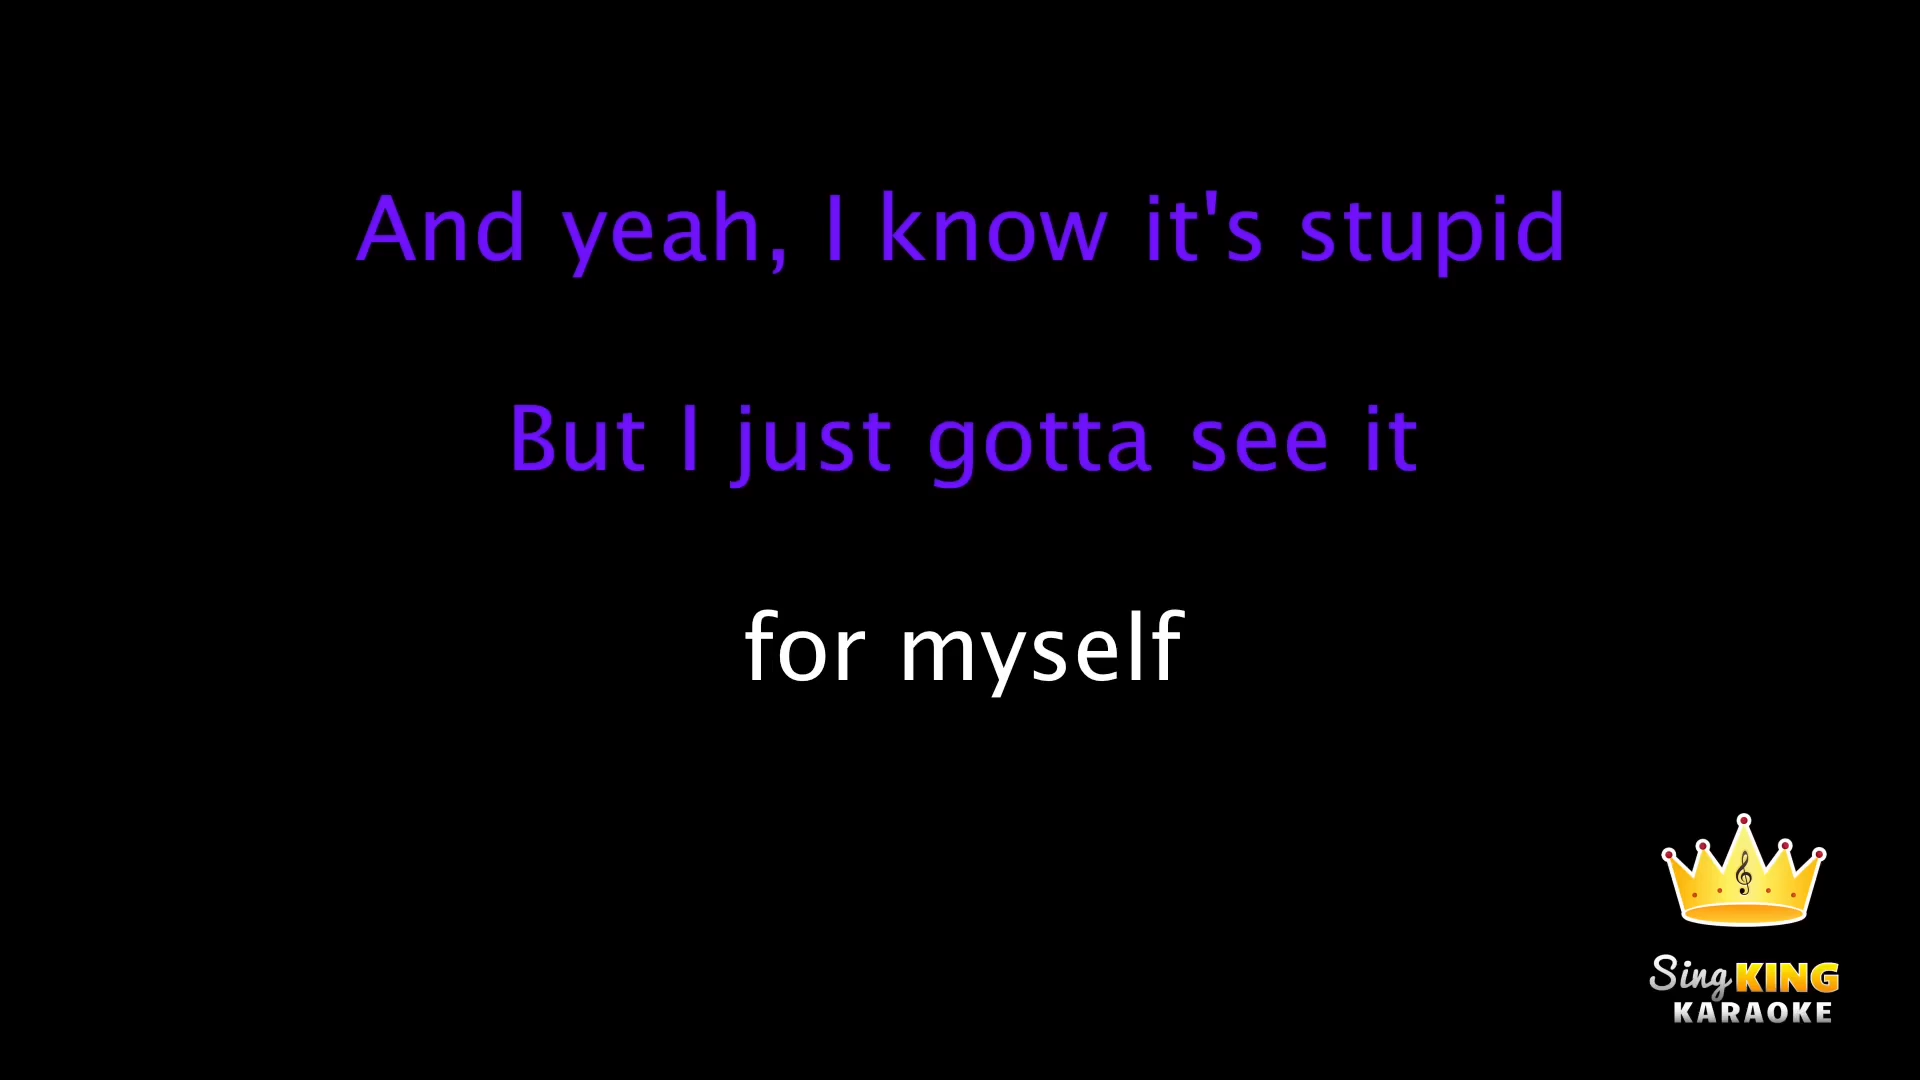 And yeah, I know it's stupid
But I just gotta see it
for myself
Sing KING
KARAOKE